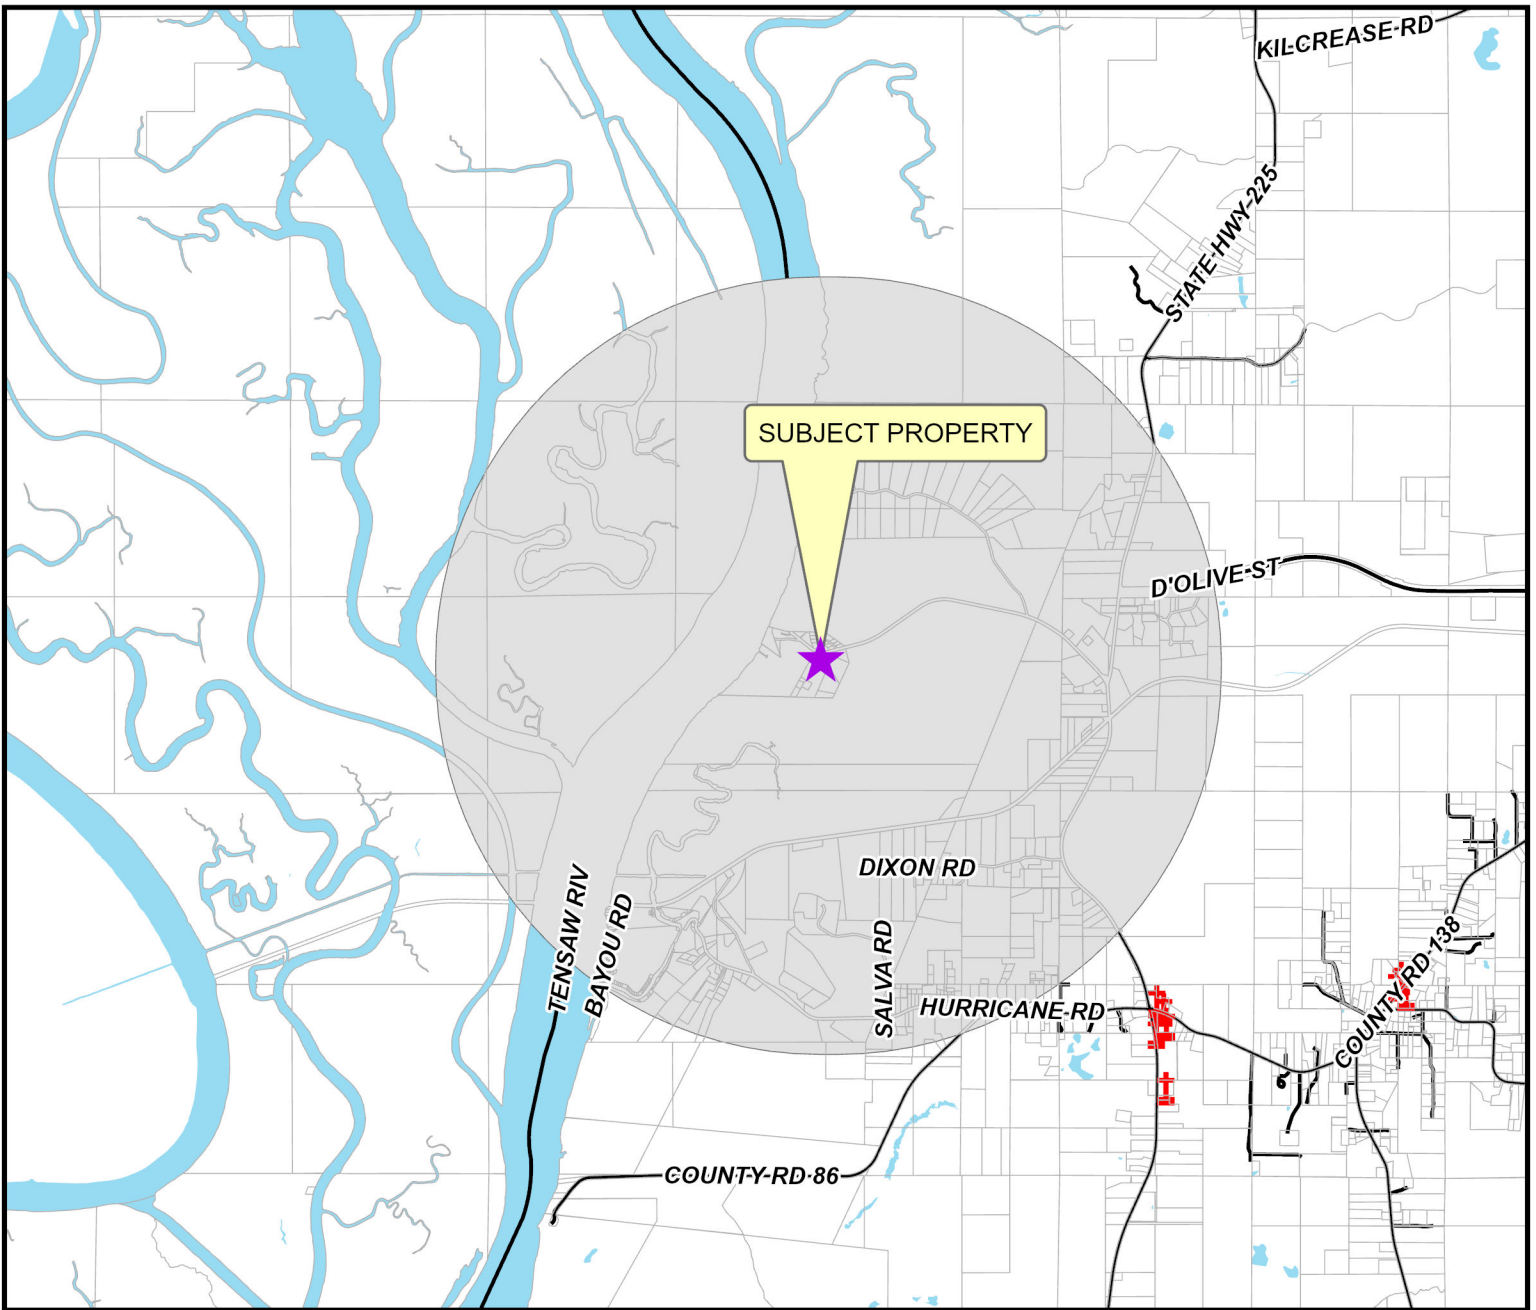 KILCREASE RD
STATE HWY 225
SUBJECT PROPERTY
D'OLIVE ST
DIXON RD
TENSAW RIV
BAYOU RD
SALVA RD
HURRICANE RD
COUNTY RD 138
COUNTY RD 86